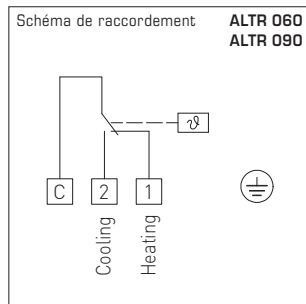 Schéma de raccordement ALTR 060
ALTR 090
ϑ
C 2 1
Cooling
Heating